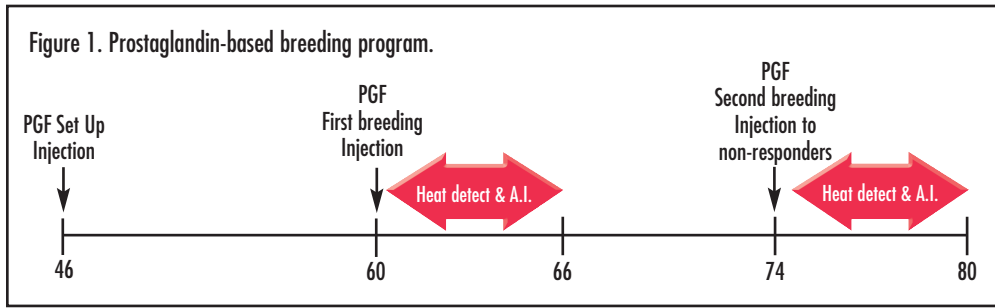 Figure 1. Prostaglandin-based breeding program.
PGF Set Up
Injection
PGF
First breeding
Injection
Heat detect & A.I.
PGF
Second breeding
Injection to
non-responders
Heat detect & A.I.
46
60
66
74
80